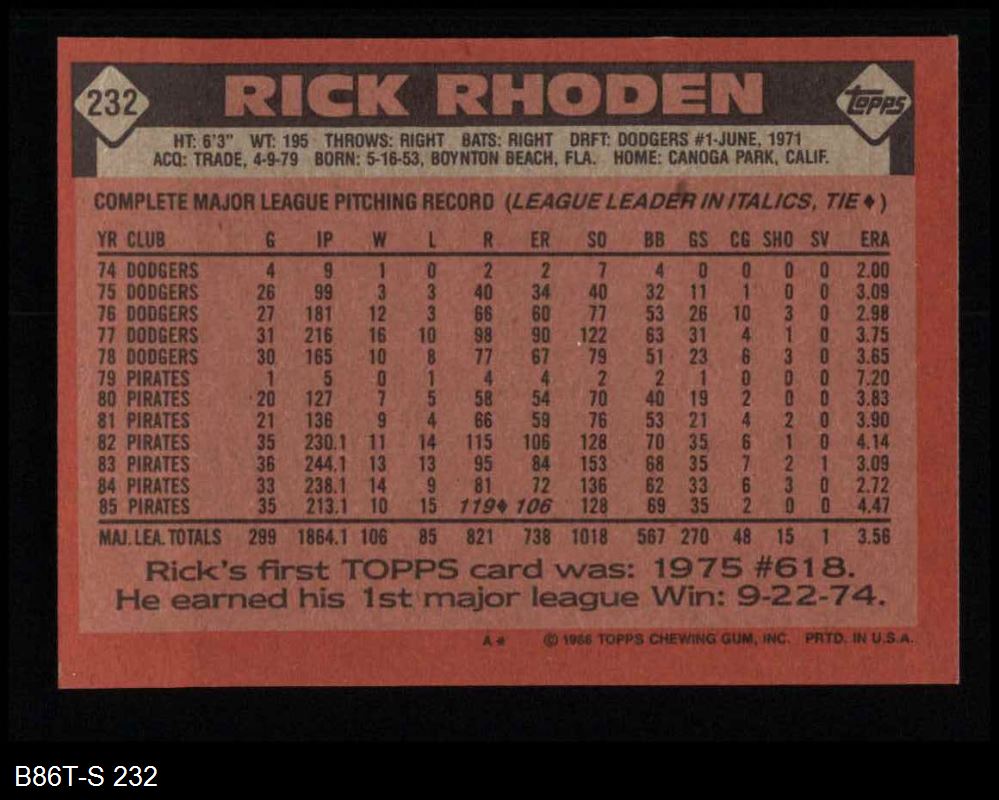 232 RICK RHODEN Topps
HT: 6'3" WT: 195 THROWS: RIGHT BATS: RIGHT DRFT: DODGERS #1-JUNE, 1971
ACQ: TRADE, 4-9-79 BORN: 5-16-53, BOYNTON BEACH, FLA. HOME: CANOGA PARK, CALIF.
COMPLETE MAJOR LEAGUE PITCHING RECORD (LEAGUE LEADER IN ITALICS, TIE ♦)
YR CLUB G IP W L R ER SO BB GS CG SHO SV ERA
74 DODGERS 4 9 1 0 2 2 7 4 0 0 0 0 2.00
75 DODGERS 26 99 3 3 40 34 40 32 11 1 0 0 3.09
76 DODGERS 27 181 12 3 66 60 77 53 26 10 3 0 2.98
77 DODGERS 31 216 16 10 98 90 122 63 31 4 1 0 3.75
78 DODGERS 30 165 10 8 77 67 79 51 23 6 3 0 3.65
79 PIRATES 1 5 0 1 4 4 2 2 1 0 0 0 7.20
80 PIRATES 20 127 7 5 58 54 70 40 19 2 0 0 3.83
81 PIRATES 21 136 9 4 66 59 76 53 21 4 2 0 3.90
82 PIRATES 35 230.1 11 14 115 106 128 70 35 6 1 0 4.14
83 PIRATES 36 244.1 13 13 95 84 153 68 35 7 2 1 3.09
84 PIRATES 33 238.1 14 9 81 72 136 62 33 6 3 0 2.72
85 PIRATES 35 213.1 10 15 119♦ 106 128 69 35 2 0 0 4.47
MAJ. LEA. TOTALS 299 1864.1 106 85 821 738 1018 567 270 48 15 1 3.56
Rick's first TOPPS card was: 1975 #618.
He earned his 1st major league Win: 9-22-74.
A* © 1986 TOPPS CHEWING GUM, INC. PRTD. IN U.S.A.
B86T-S 232